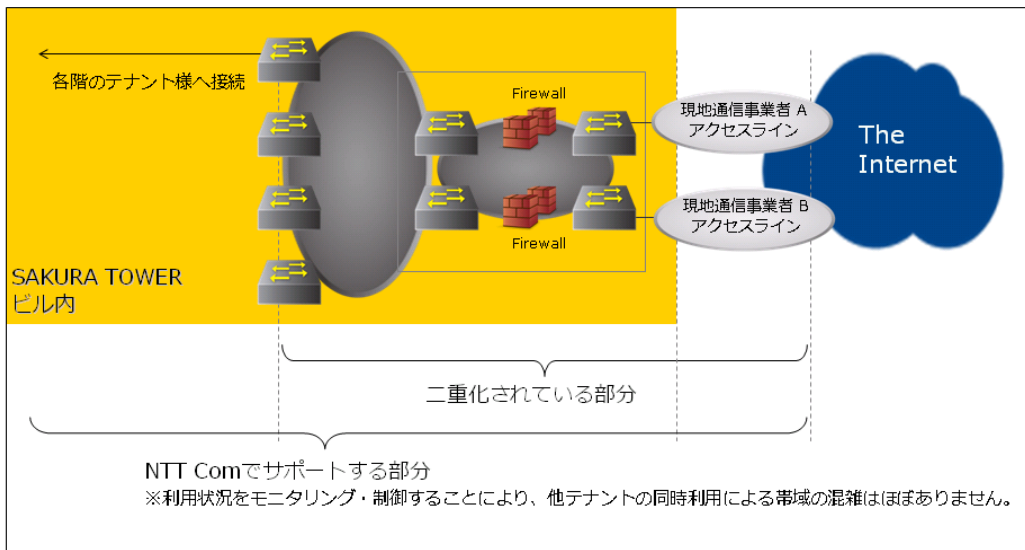 各階のテナント様へ接続
Firewall
現地通信事業者 A
アクセスライン
The
Internet
現地通信事業者 B
アクセスライン
Firewall
SAKURA TOWER
ビル内
二重化されている部分
NTT Comでサポートする部分
※利用状況をモニタリング・制御することにより、他テナントの同時利用による帯域の混雑はほぼありません。